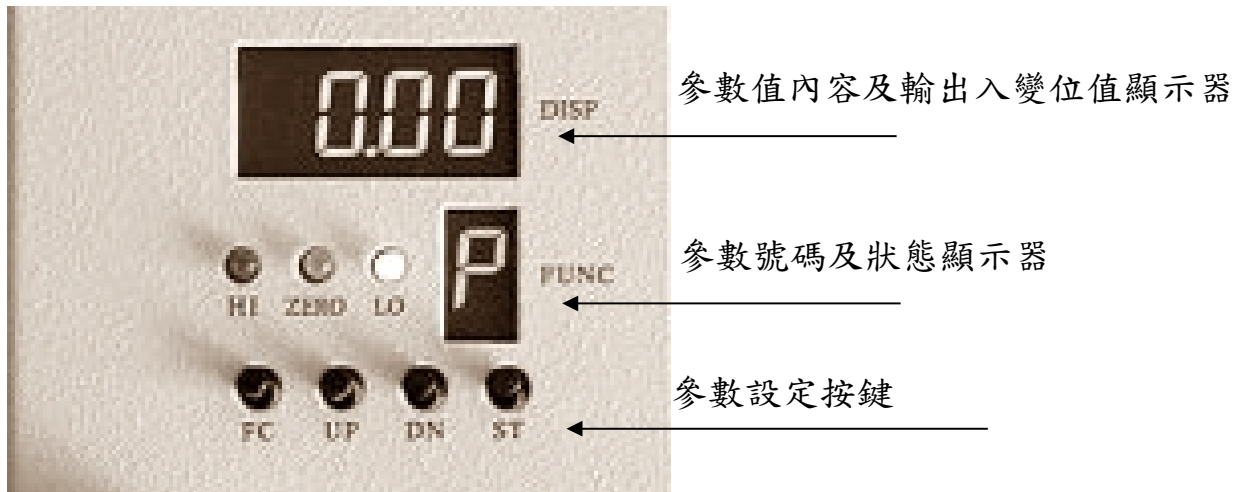 參數值內容及輸出入變位值顯示器
0.00
DISP
參數號碼及狀態顯示器
P
FUNC
HI ZERO LO
參數設定按鍵
FC UP DN ST